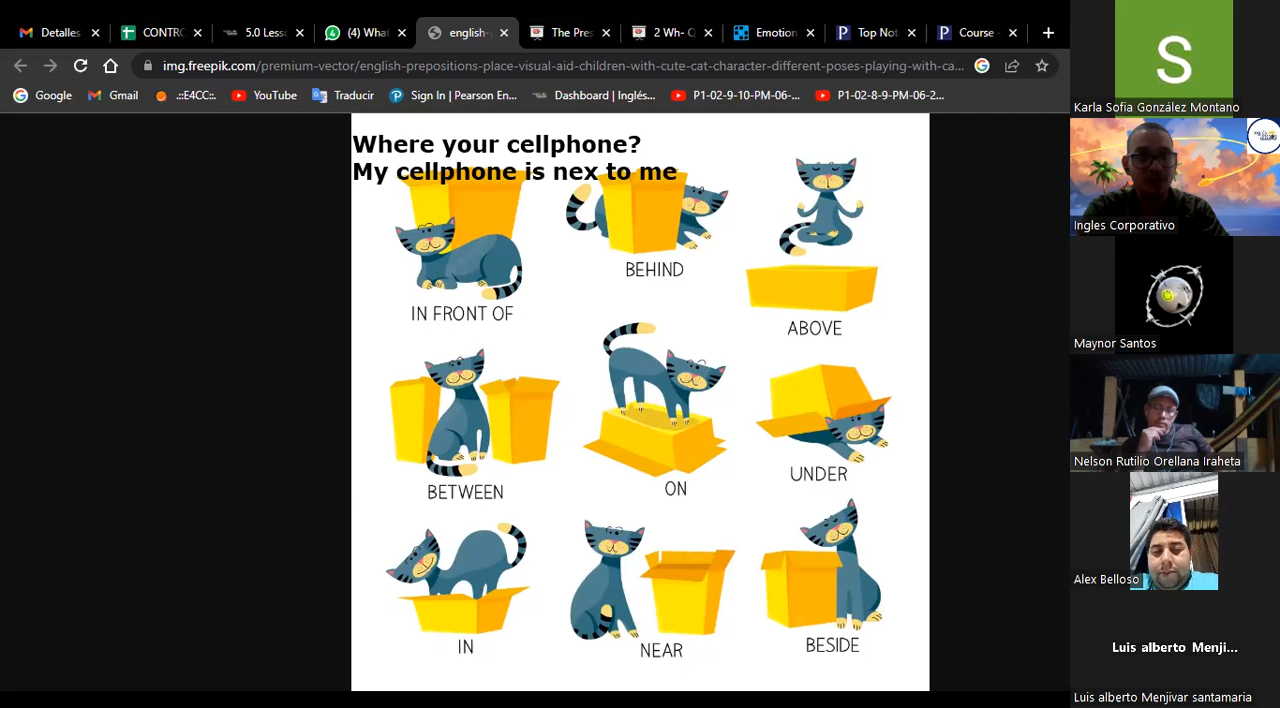 Detalles
CONTRC
5.0 Less
(4) What
english-
The Pres
2 Wh- Q
Emotion
Top Not
Course -
img.freepik.com/premium-vector/english-prepositions-place-visual-aid-children-with-cute-cat-character-different-poses-playing-with-ca...
Google
Gmail
.::E4CC::.
YouTube
Traducir
Sign In | Pearson En...
Dashboard | Inglés...
P1-02-9-10-PM-06-...
P1-02-8-9-PM-06-2...
Where your cellphone?
My cellphone is nex to me
IN FRONT OF
BEHIND
ABOVE
BETWEEN
ON
UNDER
IN
NEAR
BESIDE
S
Karla Sofia González Montano
Ingles Corporativo
Maynor Santos
Nelson Rutilio Orellana Iraheta
Alex Belloso
Luis alberto Menji...
Luis alberto Menjivar santamaria